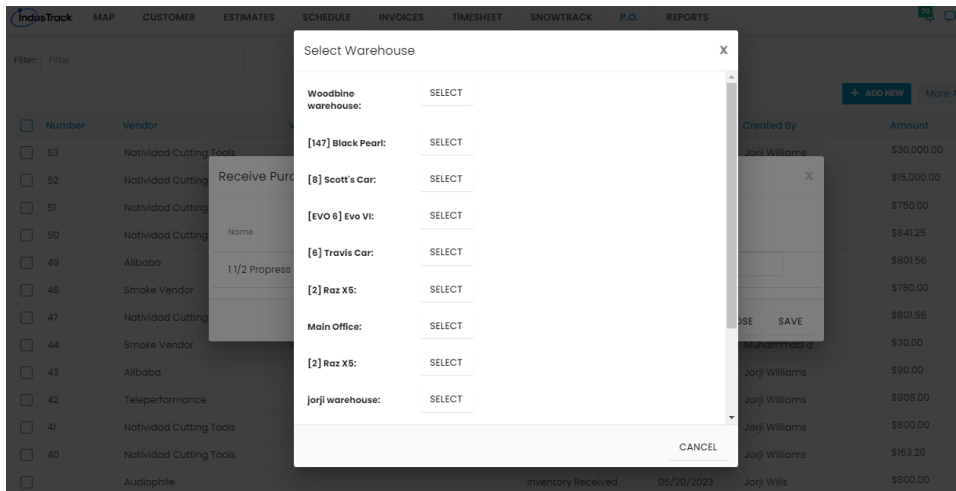 IndusTrack MAP CUSTOMER ESTIMATES SCHEDULE INVOICES TIMESHEET SNOWTRACK P.O. REPORTS 70
Filter: Filter
+ ADD NEW More
Number Vendor Created By Amount
53 Natividad Cutting Tools Jorji Williams $30,000.00
52 Natividad Cutting $15,000.00
51 Natividad Cutting $750.00
50 Natividad Cutting $641.25
49 Alibaba $801.56
48 Smoke Vendor $780.00
47 Natividad Cutting $801.56
44 Smoke Vendor Muhammad a $30.00
43 Alibaba Jorji Williams $90.00
42 Teleperformance Jorji Williams $908.00
41 Natividad Cutting Tools Jorji Williams $600.00
40 Natividad Cutting Tools Jorji Williams $163.20
Audiophile Inventory Received 06/20/2023 Jorji Wills $800.00
Receive X
Name
1 1/2 Propress
SAVE
Select Warehouse X
Woodbine
warehouse: SELECT
[147] Black Pearl: SELECT
[8] Scott's Car: SELECT
[EVO 6] Evo VI: SELECT
[6] Travis Car: SELECT
[2] Raz X5: SELECT
Main Office: SELECT
[2] Raz X5: SELECT
jorji warehouse: SELECT
CANCEL